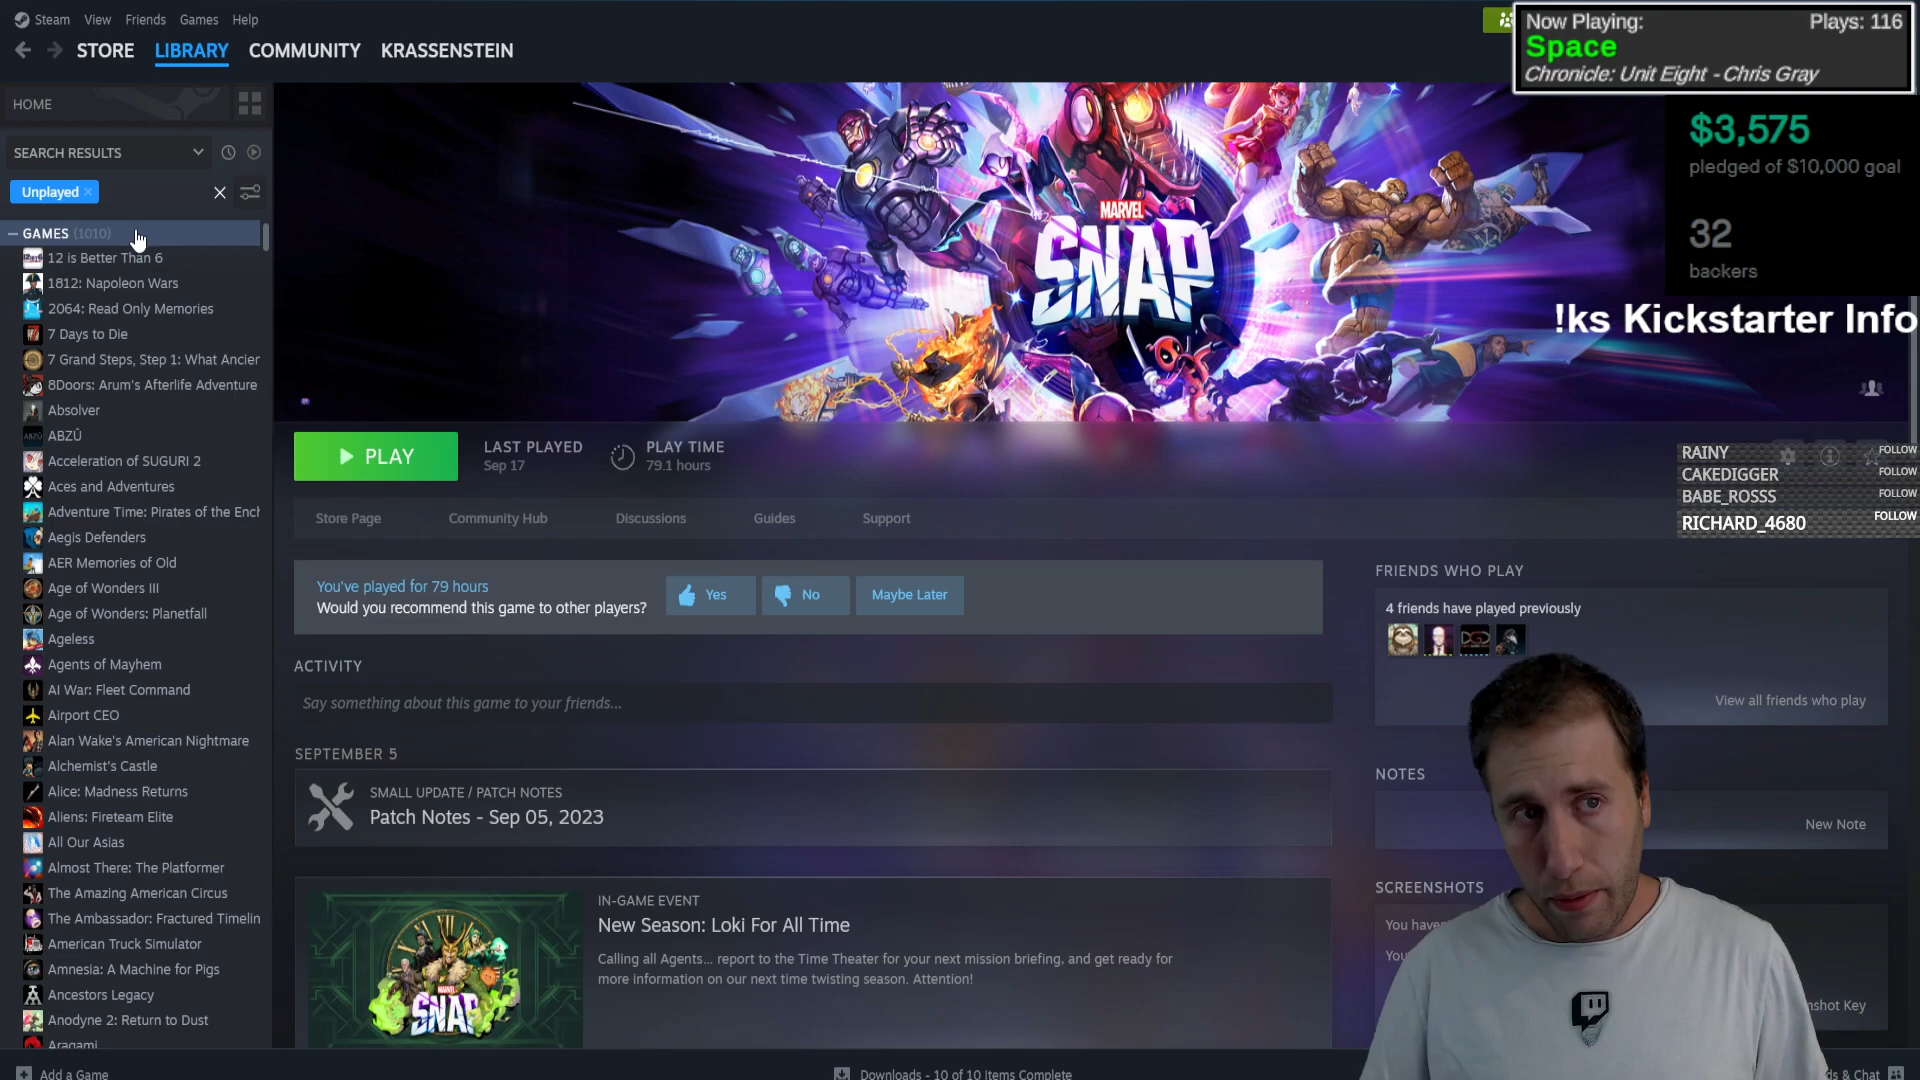 Steam View Friends Games Help
STORE LIBRARY COMMUNITY KRASSENSTEIN
Now Playing: Plays: 116
Space
Chronicle: Unit Eight - Chris Gray
$3,575
pledged of $10,000 goal
32
backers
!ks Kickstarter Info
HOME
SEARCH RESULTS
Unplayed
GAMES (1010)
12 is Better Than 6
1812: Napoleon Wars
2064: Read Only Memories
7 Days to Die
7 Grand Steps, Step 1: What Ancier
8Doors: Arum's Afterlife Adventure
Absolver
ABZÛ
Acceleration of SUGURI 2
Aces and Adventures
Adventure Time: Pirates of the Ench
Aegis Defenders
AER Memories of Old
Age of Wonders III
Age of Wonders: Planetfall
Ageless
Agents of Mayhem
AI War: Fleet Command
Airport CEO
Alan Wake's American Nightmare
Alchemist's Castle
Alice: Madness Returns
Aliens: Fireteam Elite
All Our Asias
Almost There: The Platformer
The Amazing American Circus
The Ambassador: Fractured Timelin
American Truck Simulator
Amnesia: A Machine for Pigs
Ancestors Legacy
Anodyne 2: Return to Dust
Aragami
Add a Game
MARVEL
SNAP
PLAY
LAST PLAYED
Sep 17
PLAY TIME
79.1 hours
RAINY FOLLOW
CAKEDIGGER FOLLOW
BABE_ROSSS FOLLOW
RICHARD_4680 FOLLOW
Store Page Community Hub Discussions Guides Support
You've played for 79 hours
Would you recommend this game to other players?
Yes No Maybe Later
ACTIVITY
Say something about this game to your friends...
SEPTEMBER 5
SMALL UPDATE / PATCH NOTES
Patch Notes - Sep 05, 2023
IN-GAME EVENT
New Season: Loki For All Time
Calling all Agents... report to the Time Theater for your next mission briefing, and get ready for
more information on our next time twisting season. Attention!
MARVEL
SNAP
FRIENDS WHO PLAY
4 friends have played previously
View all friends who play
NOTES
New Note
SCREENSHOTS
You haven
You
nshot Key
Downloads - 10 of 10 Items Complete
ds & Chat